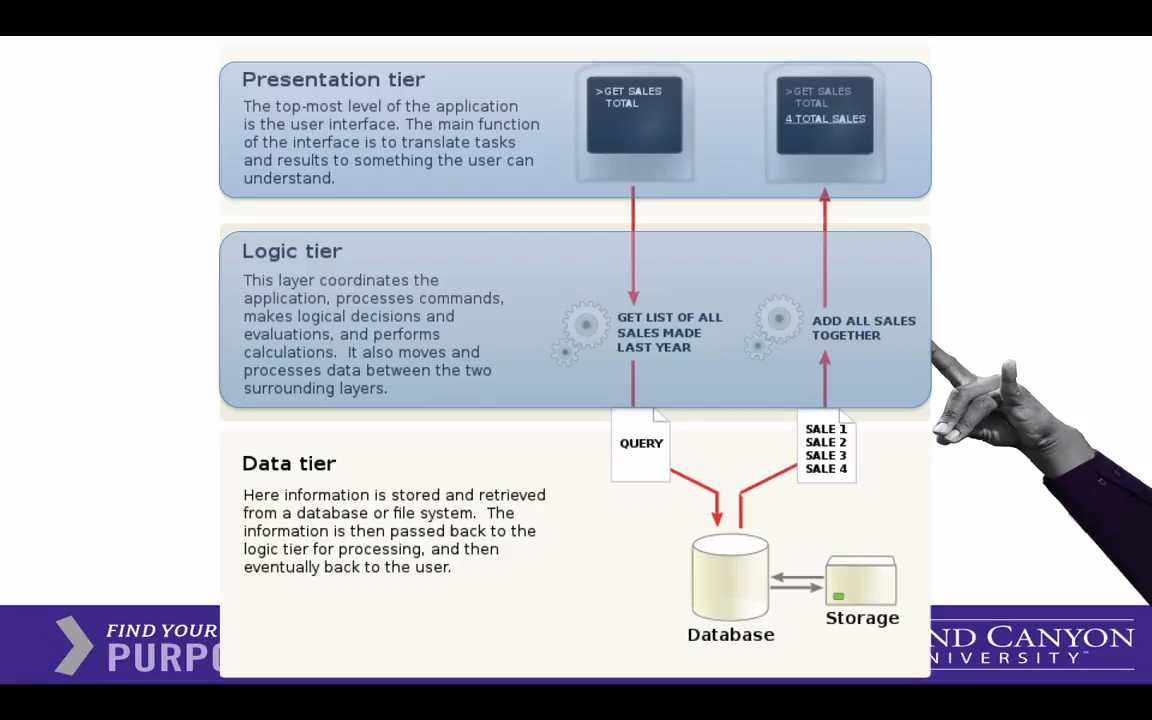 Presentation tier
The top-most level of the application
is the user interface. The main function
of the interface is to translate tasks
and results to something the user can
understand.
>GET SALES
TOTAL
>GET SALES
TOTAL
4 TOTAL SALES
Logic tier
This layer coordinates the
application, processes commands,
makes logical decisions and
evaluations, and performs
calculations. It also moves and
processes data between the two
surrounding layers.
GET LIST OF ALL
SALES MADE
LAST YEAR
ADD ALL SALES
TOGETHER
QUERY
SALE 1
SALE 2
SALE 3
SALE 4
Data tier
Here information is stored and retrieved
from a database or file system. The
information is then passed back to the
logic tier for processing, and then
eventually back to the user.
Database
Storage
FIND YOUR
PURPO
ND CANYON
NIVERSITY™